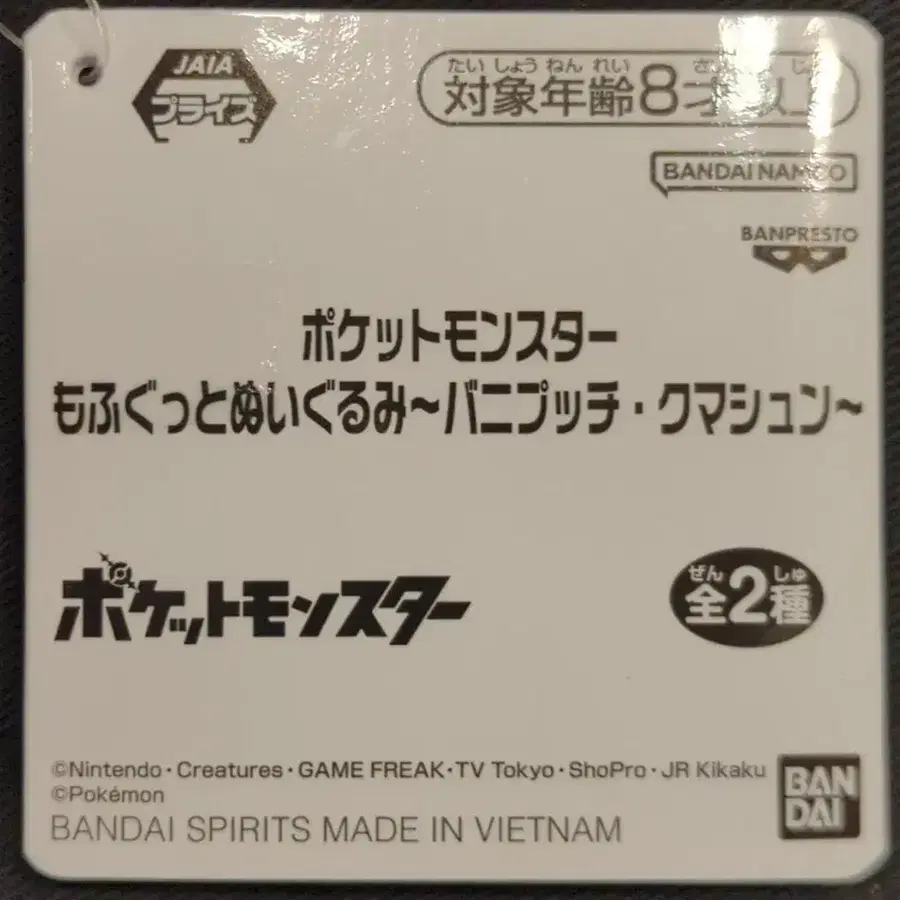 JAIA
プライズ
たいしょうねんれい
対象年齢8才以上
BANDAI NAMCO
BANPRESTO
ポケットモンスター
もふぐっとぬいぐるみ~バニプッチ・クマシュン~
ポケットモンスター
ぜん しゅ
全2種
©Nintendo・Creatures・GAME FREAK・TV Tokyo・ShoPro・JR Kikaku
©Pokémon
BANDAI SPIRITS MADE IN VIETNAM
BAN
DAI